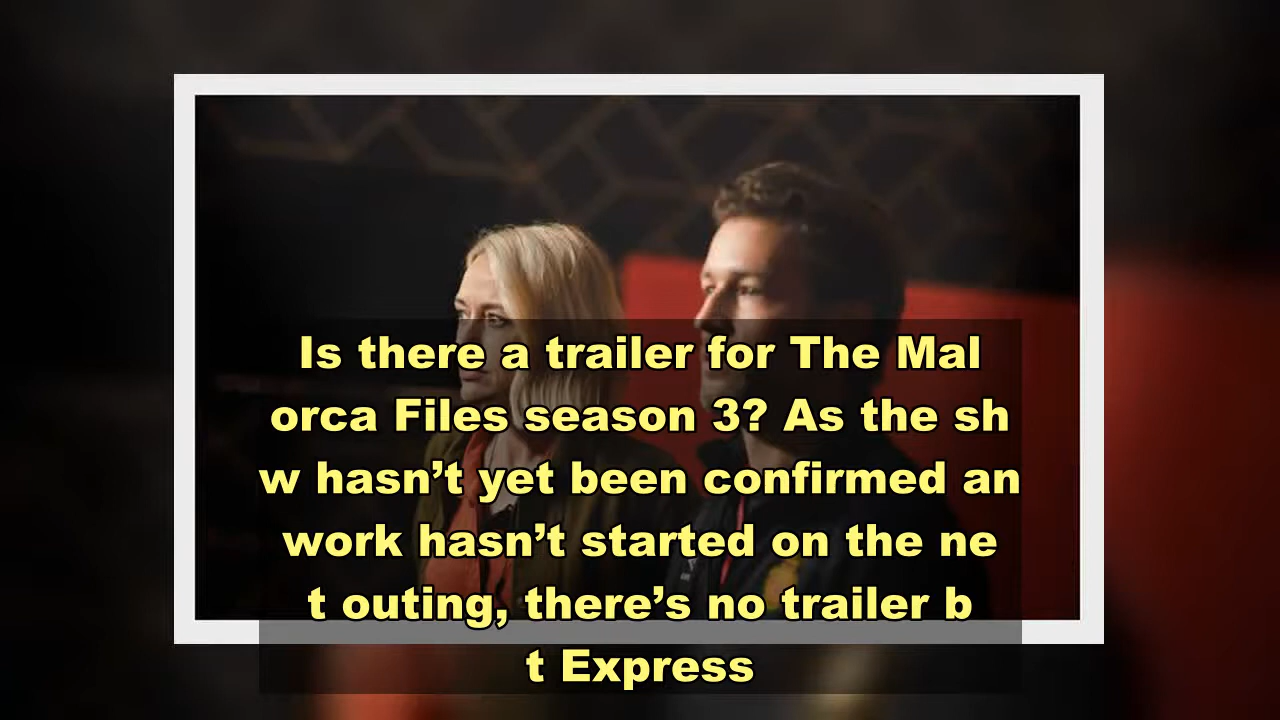 Is there a trailer for The Mal
orca Files season 3? As the sh
w hasn’t yet been confirmed an
work hasn’t started on the ne
t outing, there’s no trailer b
t Express